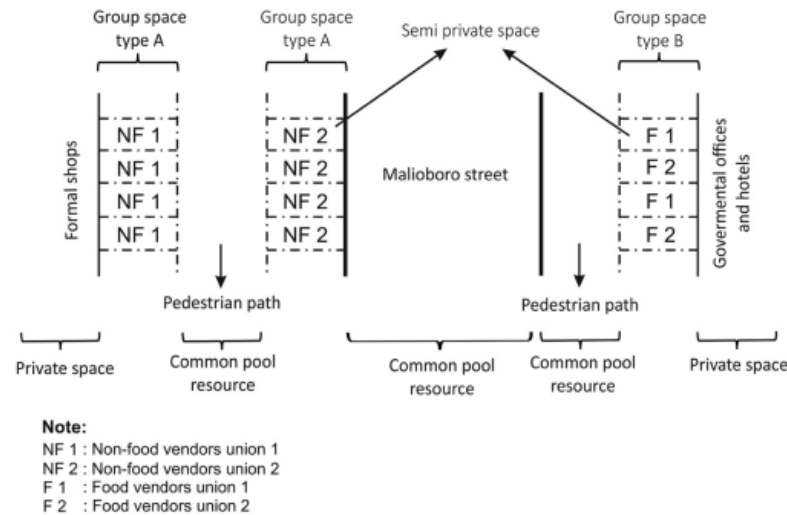 Group space
type A
Group space
type A
Semi private space
Group space
type B
Formal shops
NF 1
NF 1
NF 1
NF 1
NF 2
NF 2
NF 2
NF 2
Malioboro street
F 1
F 2
F 1
F 2
Govermental offices
and hotels
Pedestrian path
Pedestrian path
Private space
Common pool
resource
Common pool
resource
Common pool
resource
Private space
Note:
NF 1 : Non-food vendors union 1
NF 2 : Non-food vendors union 2
F 1 : Food vendors union 1
F 2 : Food vendors union 2